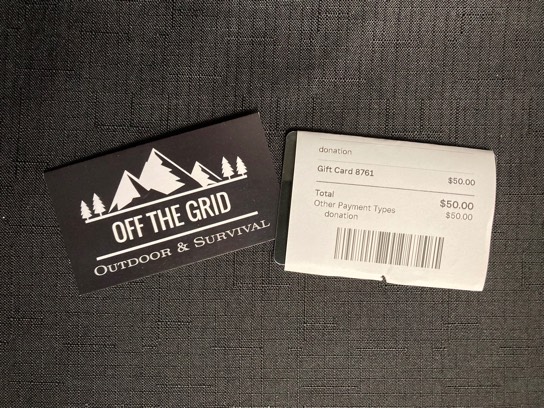 OFF THE GRID
OUTDOOR & SURVIVAL
donation
Gift Card 8761 $50.00
Total $50.00
Other Payment Types $50.00
donation